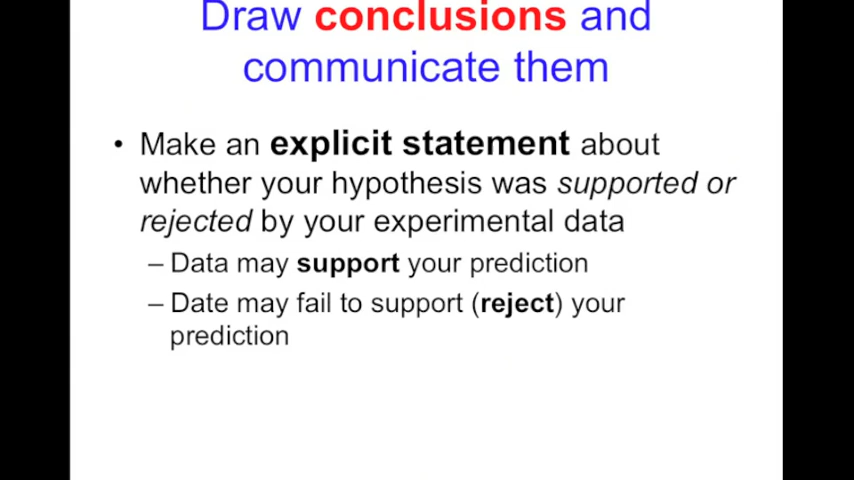 Draw conclusions and
communicate them
• Make an explicit statement about
whether your hypothesis was supported or
rejected by your experimental data
– Data may support your prediction
– Date may fail to support (reject) your
prediction